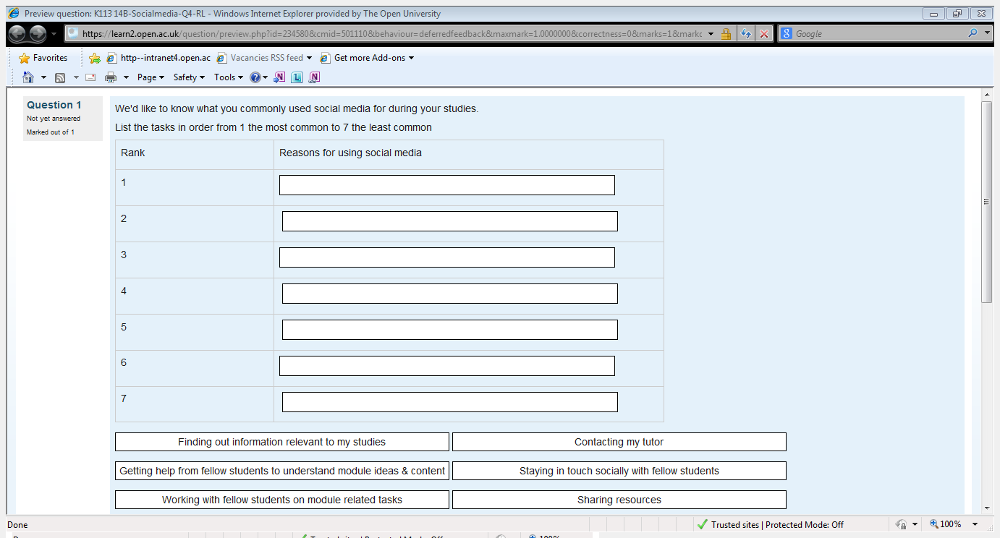 Preview question: K113 14B-Socialmedia-Q4-RL - Windows Internet Explorer provided by The Open University
https://learn2.open.ac.uk/question/preview.php?id=234580&cmid=501110&behaviour=deferredfeedback&maxmark=1.0000000&correctness=0&marks=1&markc
Google
Favorites http--intranet4.open.ac Vacancies RSS feed Get more Add-ons
Page Safety Tools
Question 1
Not yet answered
Marked out of 1
We'd like to know what you commonly used social media for during your studies.
List the tasks in order from 1 the most common to 7 the least common
Rank Reasons for using social media
1
2
3
4
5
6
7
Finding out information relevant to my studies Contacting my tutor
Getting help from fellow students to understand module ideas & content Staying in touch socially with fellow students
Working with fellow students on module related tasks Sharing resources
Done Trusted sites | Protected Mode: Off 100%